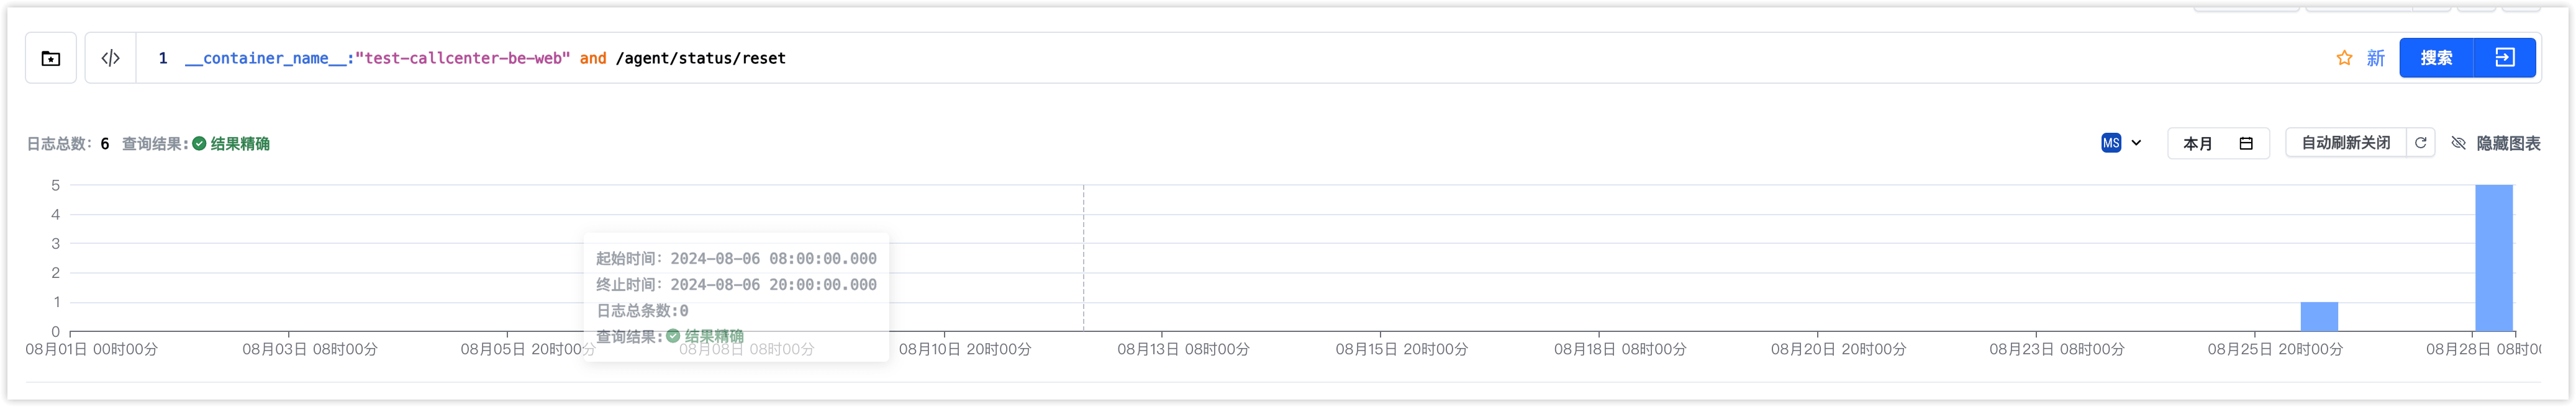 1 __container_name__:"test-callcenter-be-web" and /agent/status/reset
新 搜索
日志总数: 6 查询结果: 结果精确
MS 本月 自动刷新关闭 隐藏图表
5
4
3
2
1
0
起始时间: 2024-08-06 08:00:00.000
终止时间: 2024-08-06 20:00:00.000
日志总条数:0
查询结果: 结果精确
08月01日 00时00分 08月03日 08时00分 08月05日 20时00分 08月08日 08时00分 08月10日 20时00分 08月13日 08时00分 08月15日 20时00分 08月18日 08时00分 08月20日 20时00分 08月23日 08时00分 08月25日 20时00分 08月28日 08时0